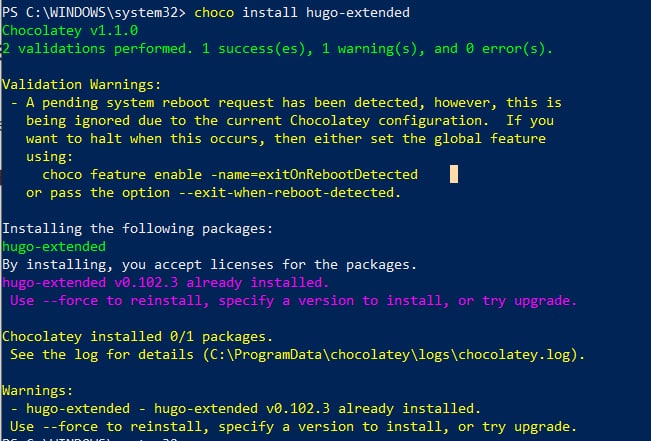 PS C:\WINDOWS\system32> choco install hugo-extended
Chocolatey v1.1.0
2 validations performed. 1 success(es), 1 warning(s), and 0 error(s).
Validation Warnings:
- A pending system reboot request has been detected, however, this is
being ignored due to the current Chocolatey configuration. If you
want to halt when this occurs, then either set the global feature
using:
choco feature enable -name=exitOnRebootDetected
or pass the option --exit-when-reboot-detected.
Installing the following packages:
hugo-extended
By installing, you accept licenses for the packages.
hugo-extended v0.102.3 already installed.
Use --force to reinstall, specify a version to install, or try upgrade.
Chocolatey installed 0/1 packages.
See the log for details (C:\ProgramData\chocolatey\logs\chocolatey.log).
Warnings:
- hugo-extended - hugo-extended v0.102.3 already installed.
Use --force to reinstall, specify a version to install, or try upgrade.